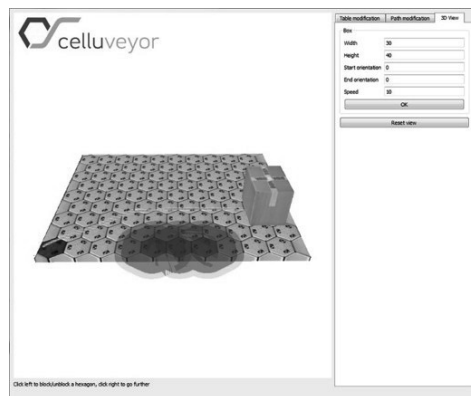 celluveyor
Table modification
Path modification
3D View
Box
Width 30
Height 40
Start orientation 0
End orientation 0
Speed 10
OK
Reset view
Click left to block/unblock a hexagon, click right to go further